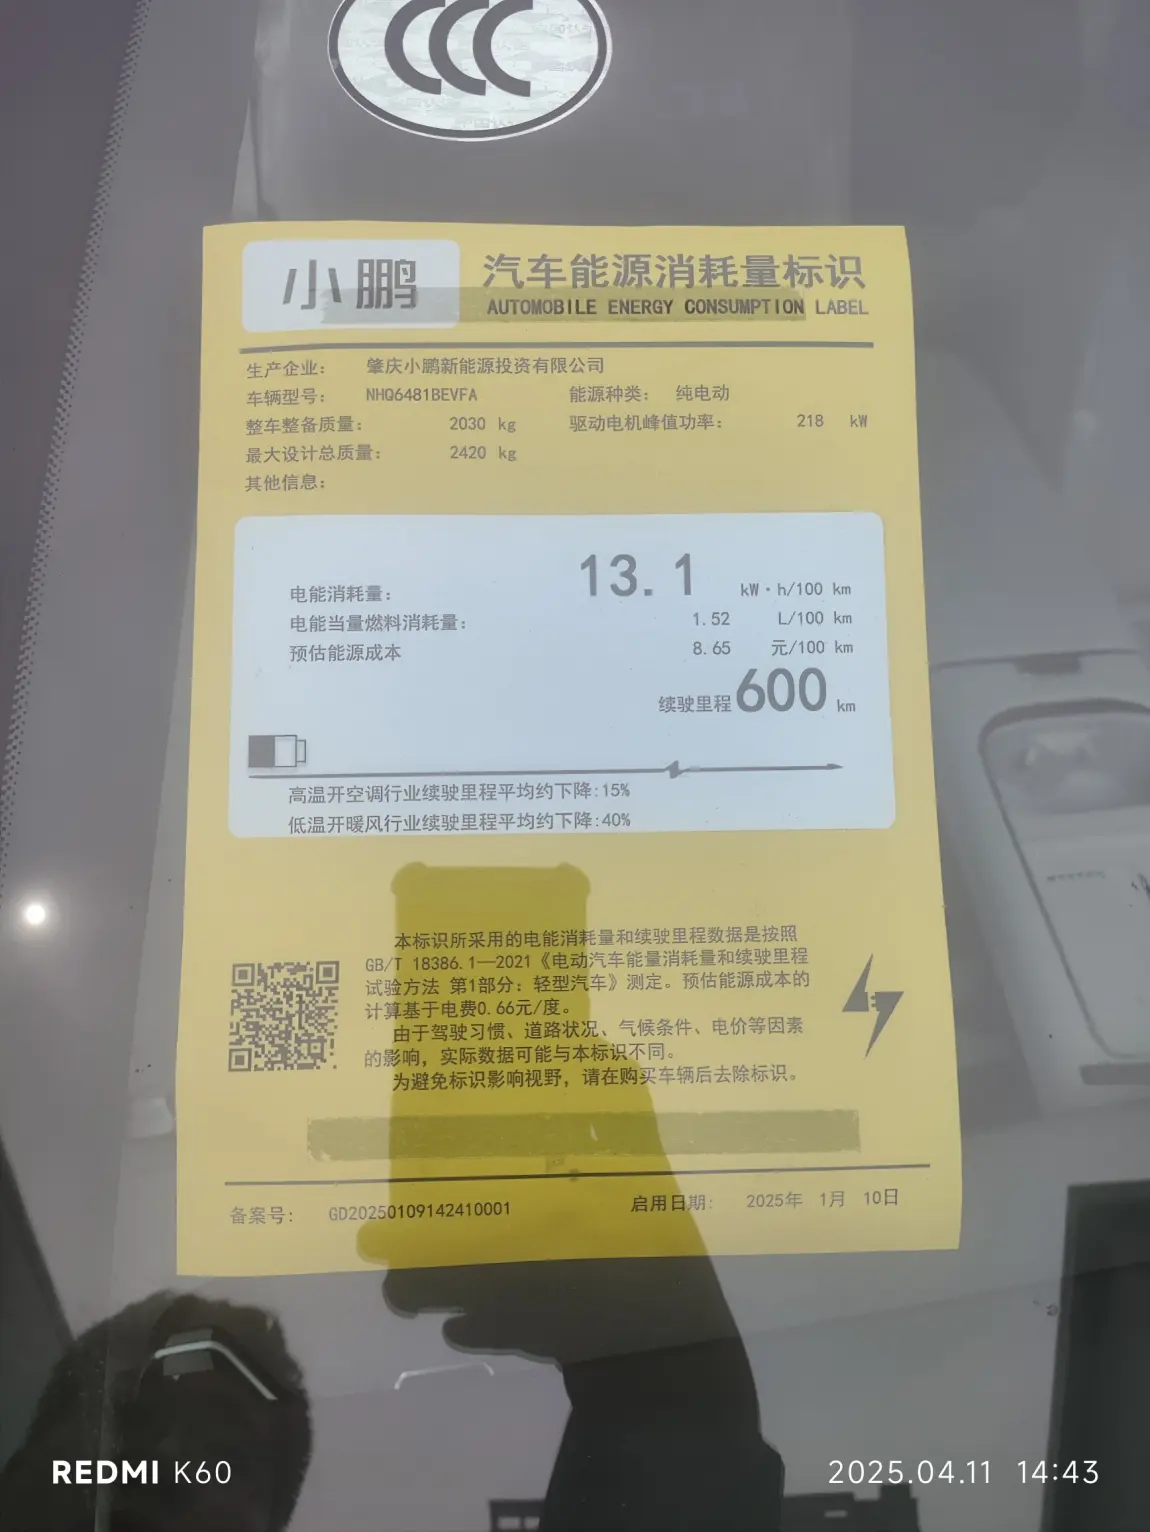 CCC
小鹏
汽车能源消耗量标识
AUTOMOBILE ENERGY CONSUMPTION LABEL
生产企业： 肇庆小鹏新能源投资有限公司
车辆型号： NHQ6481BEVFA 能源种类： 纯电动
整车整备质量： 2030 kg 驱动电机峰值功率： 218 kW
最大设计总质量： 2420 kg
其他信息：
电能消耗量： 13.1 kW·h/100 km
电能当量燃料消耗量： 1.52 L/100 km
预估能源成本 8.65 元/100 km
续驶里程 600 km
高温开空调行业续驶里程平均约下降:15%
低温开暖风行业续驶里程平均约下降:40%
本标识所采用的电能消耗量和续驶里程数据是按照
GB/T 18386.1—2021《电动汽车能量消耗量和续驶里程
试验方法 第1部分：轻型汽车》测定。预估能源成本的
计算基于电费0.66元/度。
由于驾驶习惯、道路状况、气候条件、电价等因素
的影响，实际数据可能与本标识不同。
为避免标识影响视野，请在购买车辆后去除标识。
备案号： GD20250109142410001 启用日期： 2025年 1月 10日
REDMI K60
2025.04.11 14:43